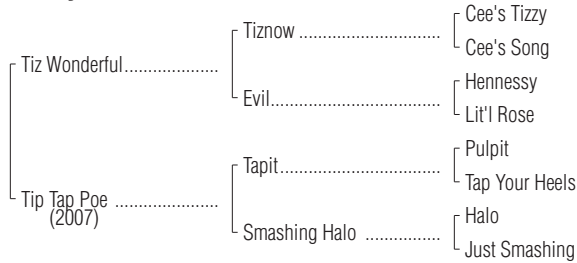 Cee's Tizzy
Tiznow ........................................
Cee's Song
Tiz Wonderful.....................
Hennessy
Evil................................................
Lit'l Rose
Pulpit
Tapit..............................................
Tap Your Heels
Tip Tap Poe .......................
(2007)
Halo
Smashing Halo .....................
Just Smashing